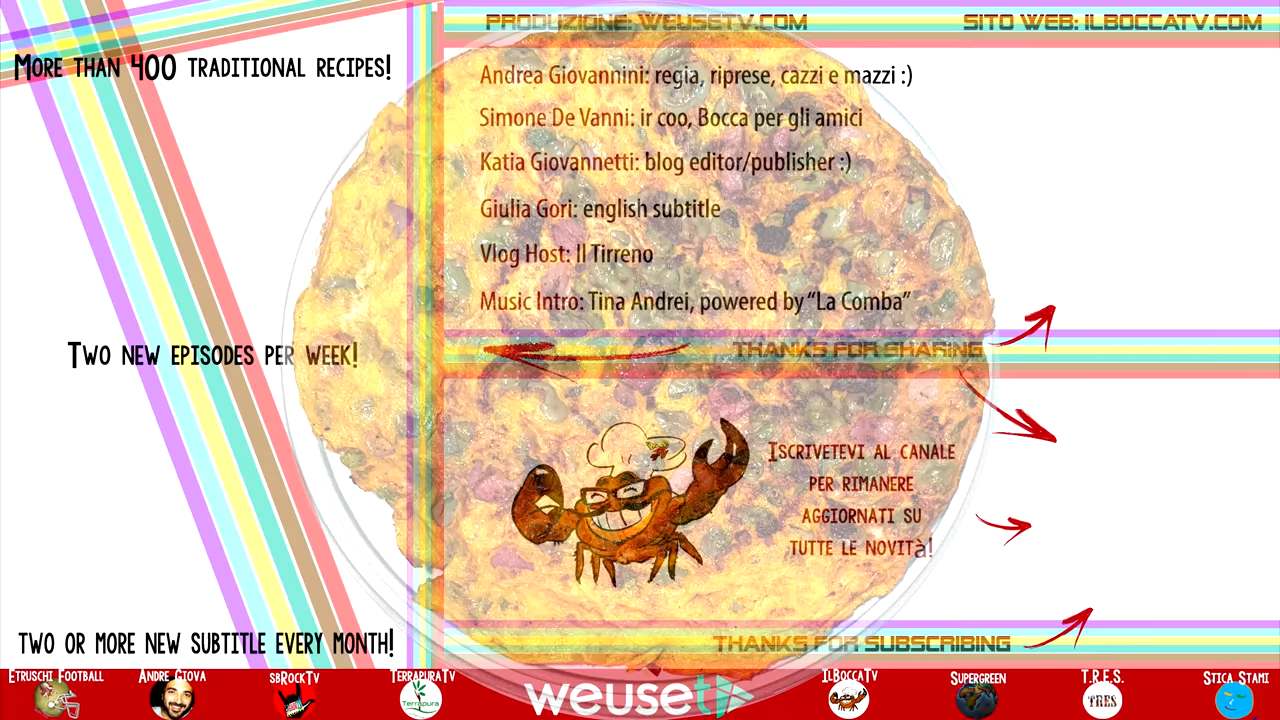 PRODUZIONE: WEUSETV.COM
SITO WEB: ILBOCCATV.COM
More than 400 traditional recipes!
Andrea Giovannini: regia, riprese, cazzi e mazzi :)
Simone De Vanni: ir coo, Bocca per gli amici
Katia Giovannetti: blog editor/publisher :)
Giulia Gori: english subtitle
Vlog Host: Il Tirreno
Music Intro: Tina Andrei, powered by “La Comba”
Two new episodes per week!
THANKS FOR SHARING
Iscrivetevi al canale
per rimanere
aggiornati su
tutte le novità!
two or more new subtitle every month!
THANKS FOR SUBSCRIBING
Etruschi Football
Andre Giova
sbRockTv
TerrapuraTv
Terrapura
weusetv
IlBoccaTv
Supergreen
T.R.E.S.
TRES
Stica Stami